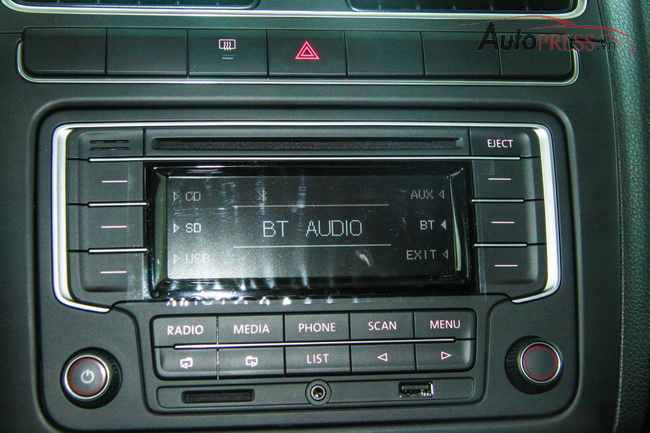 AutoPress.vn
EJECT
CD AUX
SD BT AUDIO BT
USB EXIT
RADIO MEDIA PHONE SCAN MENU
LIST